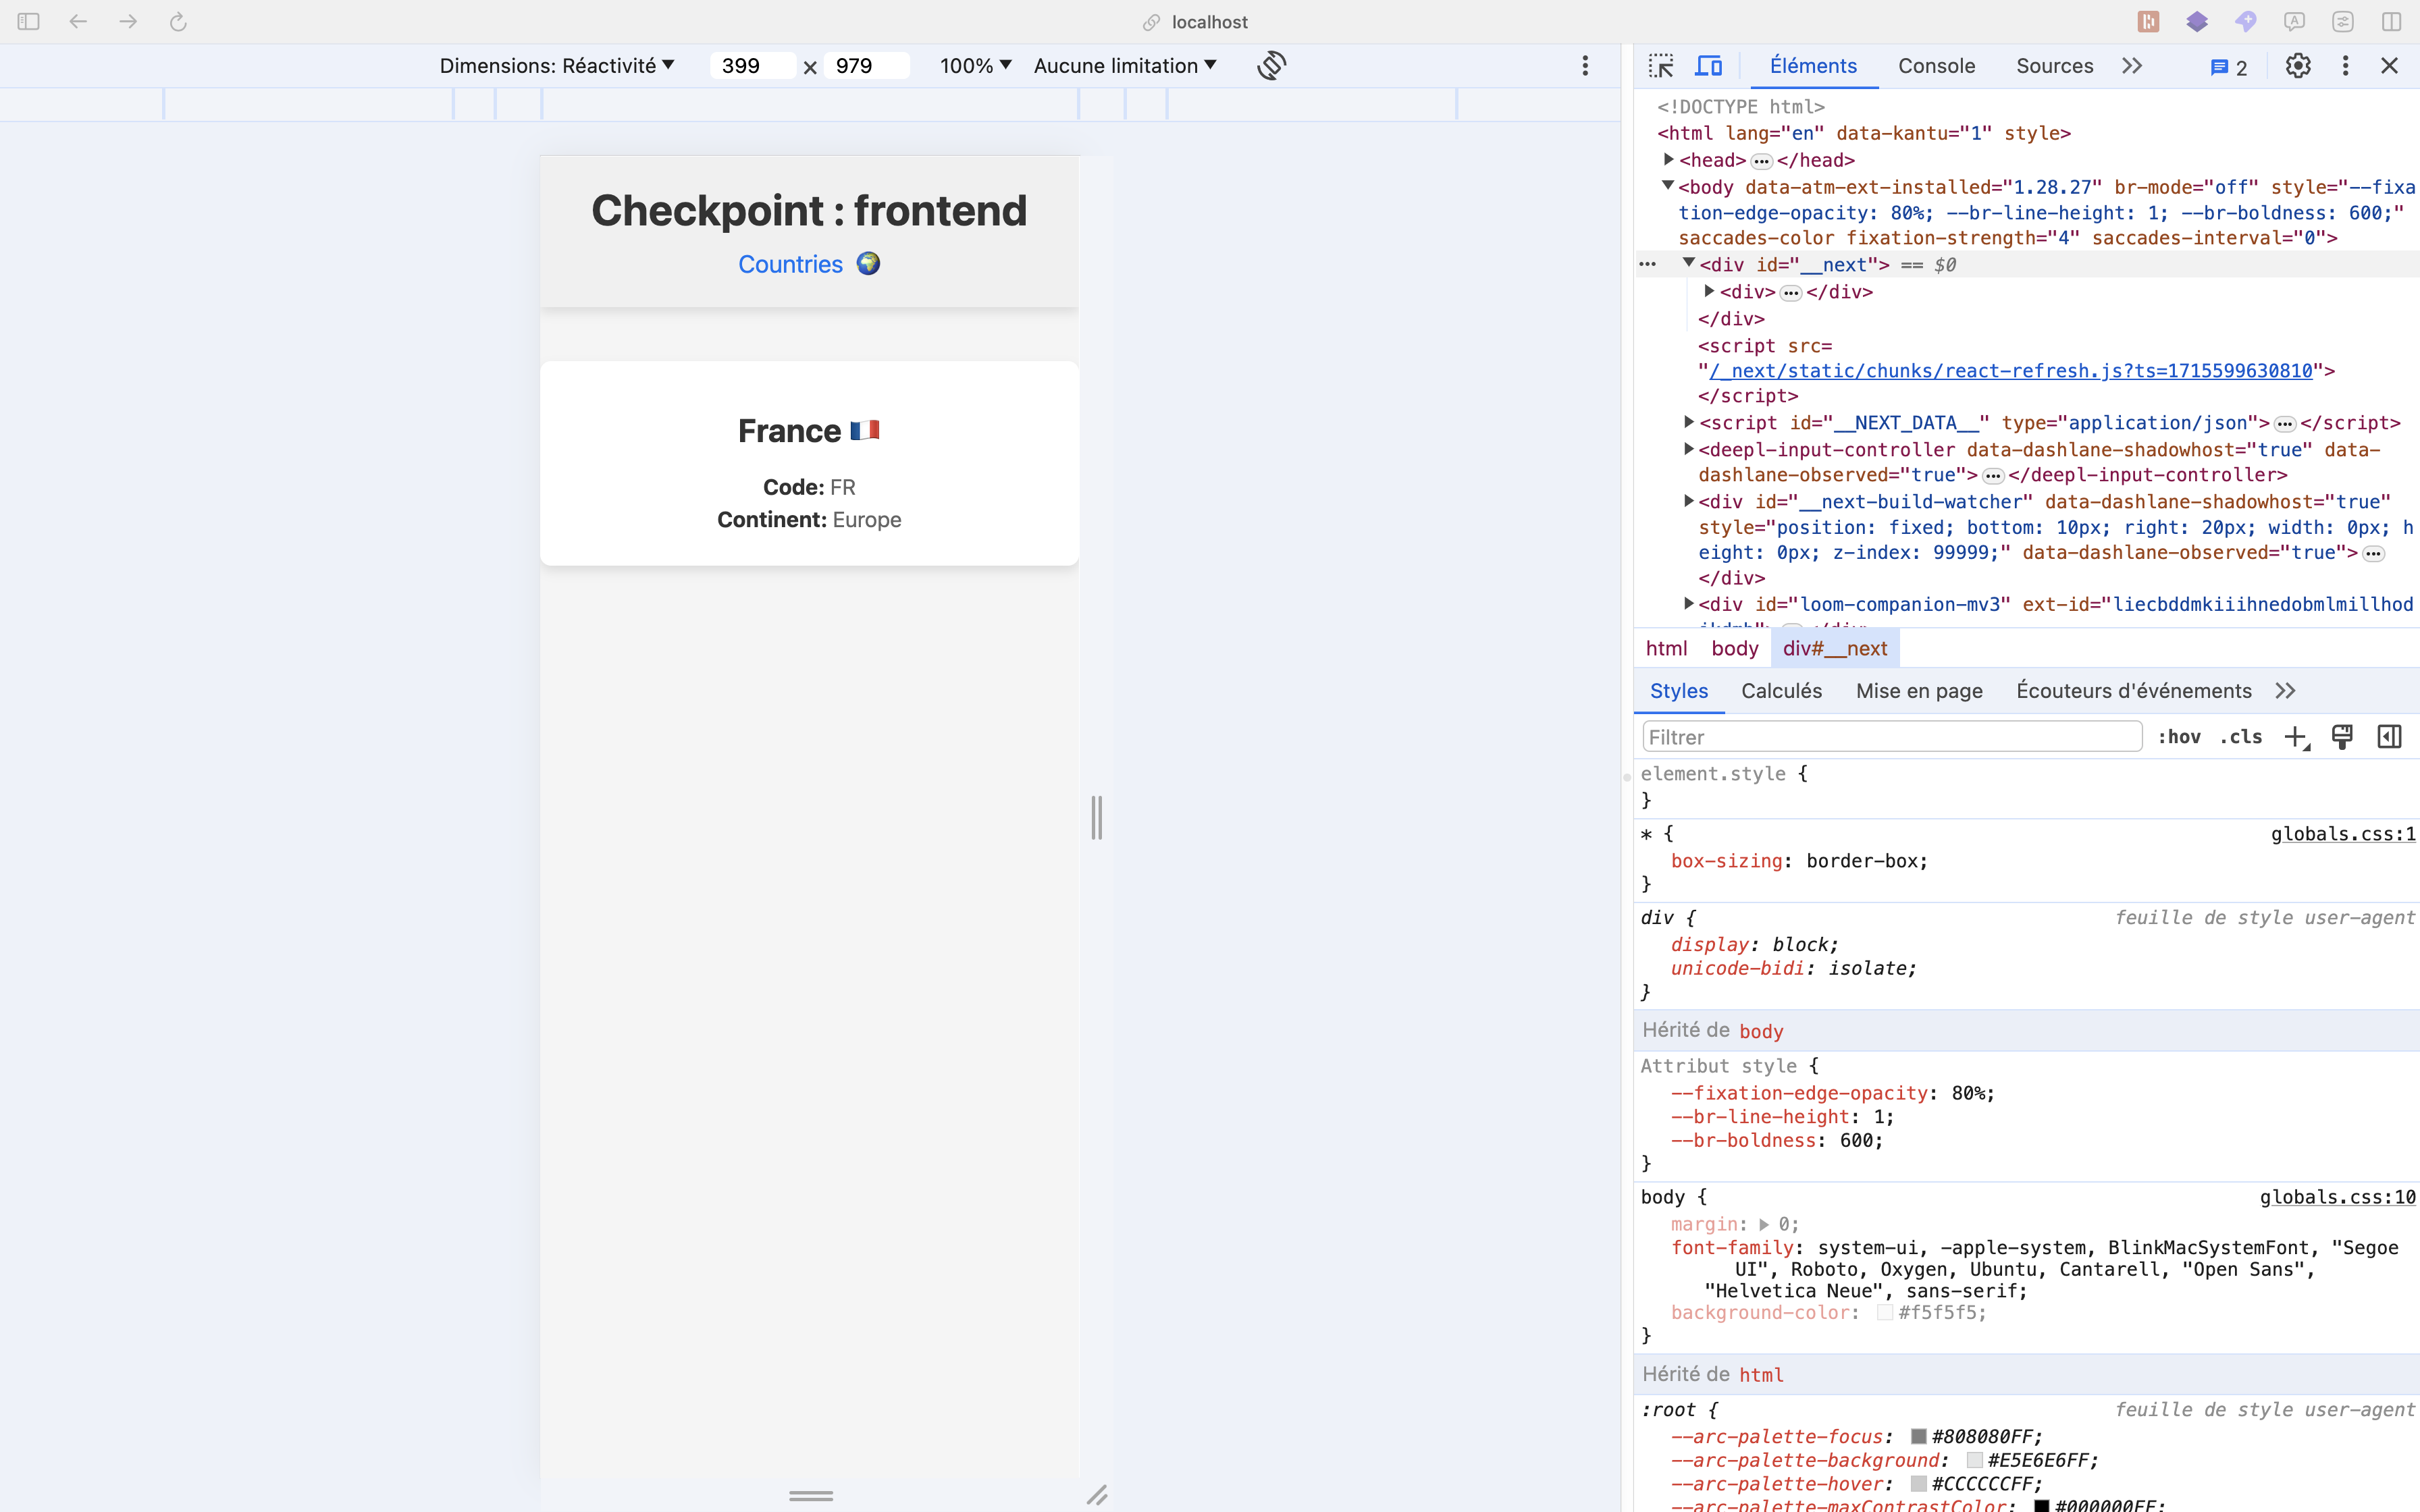 localhost
Dimensions: Réactivité ▼ 399 × 979 100% ▼ Aucune limitation ▼
Checkpoint : frontend
Countries 🌍
France 🇫🇷
Code: FR
Continent: Europe
Éléments Console Sources 2
<!DOCTYPE html>
<html lang="en" data-kantu="1" style>
<head> ••• </head>
<body data-atm-ext-installed="1.28.27" br-mode="off" style="--fixa
tion-edge-opacity: 80%; --br-line-height: 1; --br-boldness: 600;"
saccades-color fixation-strength="4" saccades-interval="0">
<div id="__next"> == $0
<div> ••• </div>
</div>
<script src=
"/_next/static/chunks/react-refresh.js?ts=1715599630810">
</script>
<script id="__NEXT_DATA__" type="application/json"> ••• </script>
<deepl-input-controller data-dashlane-shadowhost="true" data-
dashlane-observed="true"> ••• </deepl-input-controller>
<div id="__next-build-watcher" data-dashlane-shadowhost="true"
style="position: fixed; bottom: 10px; right: 20px; width: 0px; h
eight: 0px; z-index: 99999;" data-dashlane-observed="true"> •••
</div>
<div id="loom-companion-mv3" ext-id="liecbddmkiiihnedobmlmillhod
html body div#__next
Styles Calculés Mise en page Écouteurs d'événements
Filtrer :hov .cls
element.style {
}
* { globals.css:1
box-sizing: border-box;
}
div { feuille de style user-agent
display: block;
unicode-bidi: isolate;
}
Hérité de body
Attribut style {
--fixation-edge-opacity: 80%;
--br-line-height: 1;
--br-boldness: 600;
}
body { globals.css:10
margin: ▶ 0;
font-family: system-ui, -apple-system, BlinkMacSystemFont, "Segoe
UI", Roboto, Oxygen, Ubuntu, Cantarell, "Open Sans",
"Helvetica Neue", sans-serif;
background-color: #f5f5f5;
}
Hérité de html
:root { feuille de style user-agent
--arc-palette-focus: #808080FF;
--arc-palette-background: #E5E6E6FF;
--arc-palette-hover: #CCCCCCFF;
--arc-palette-maxContrastColor: #000000FF;